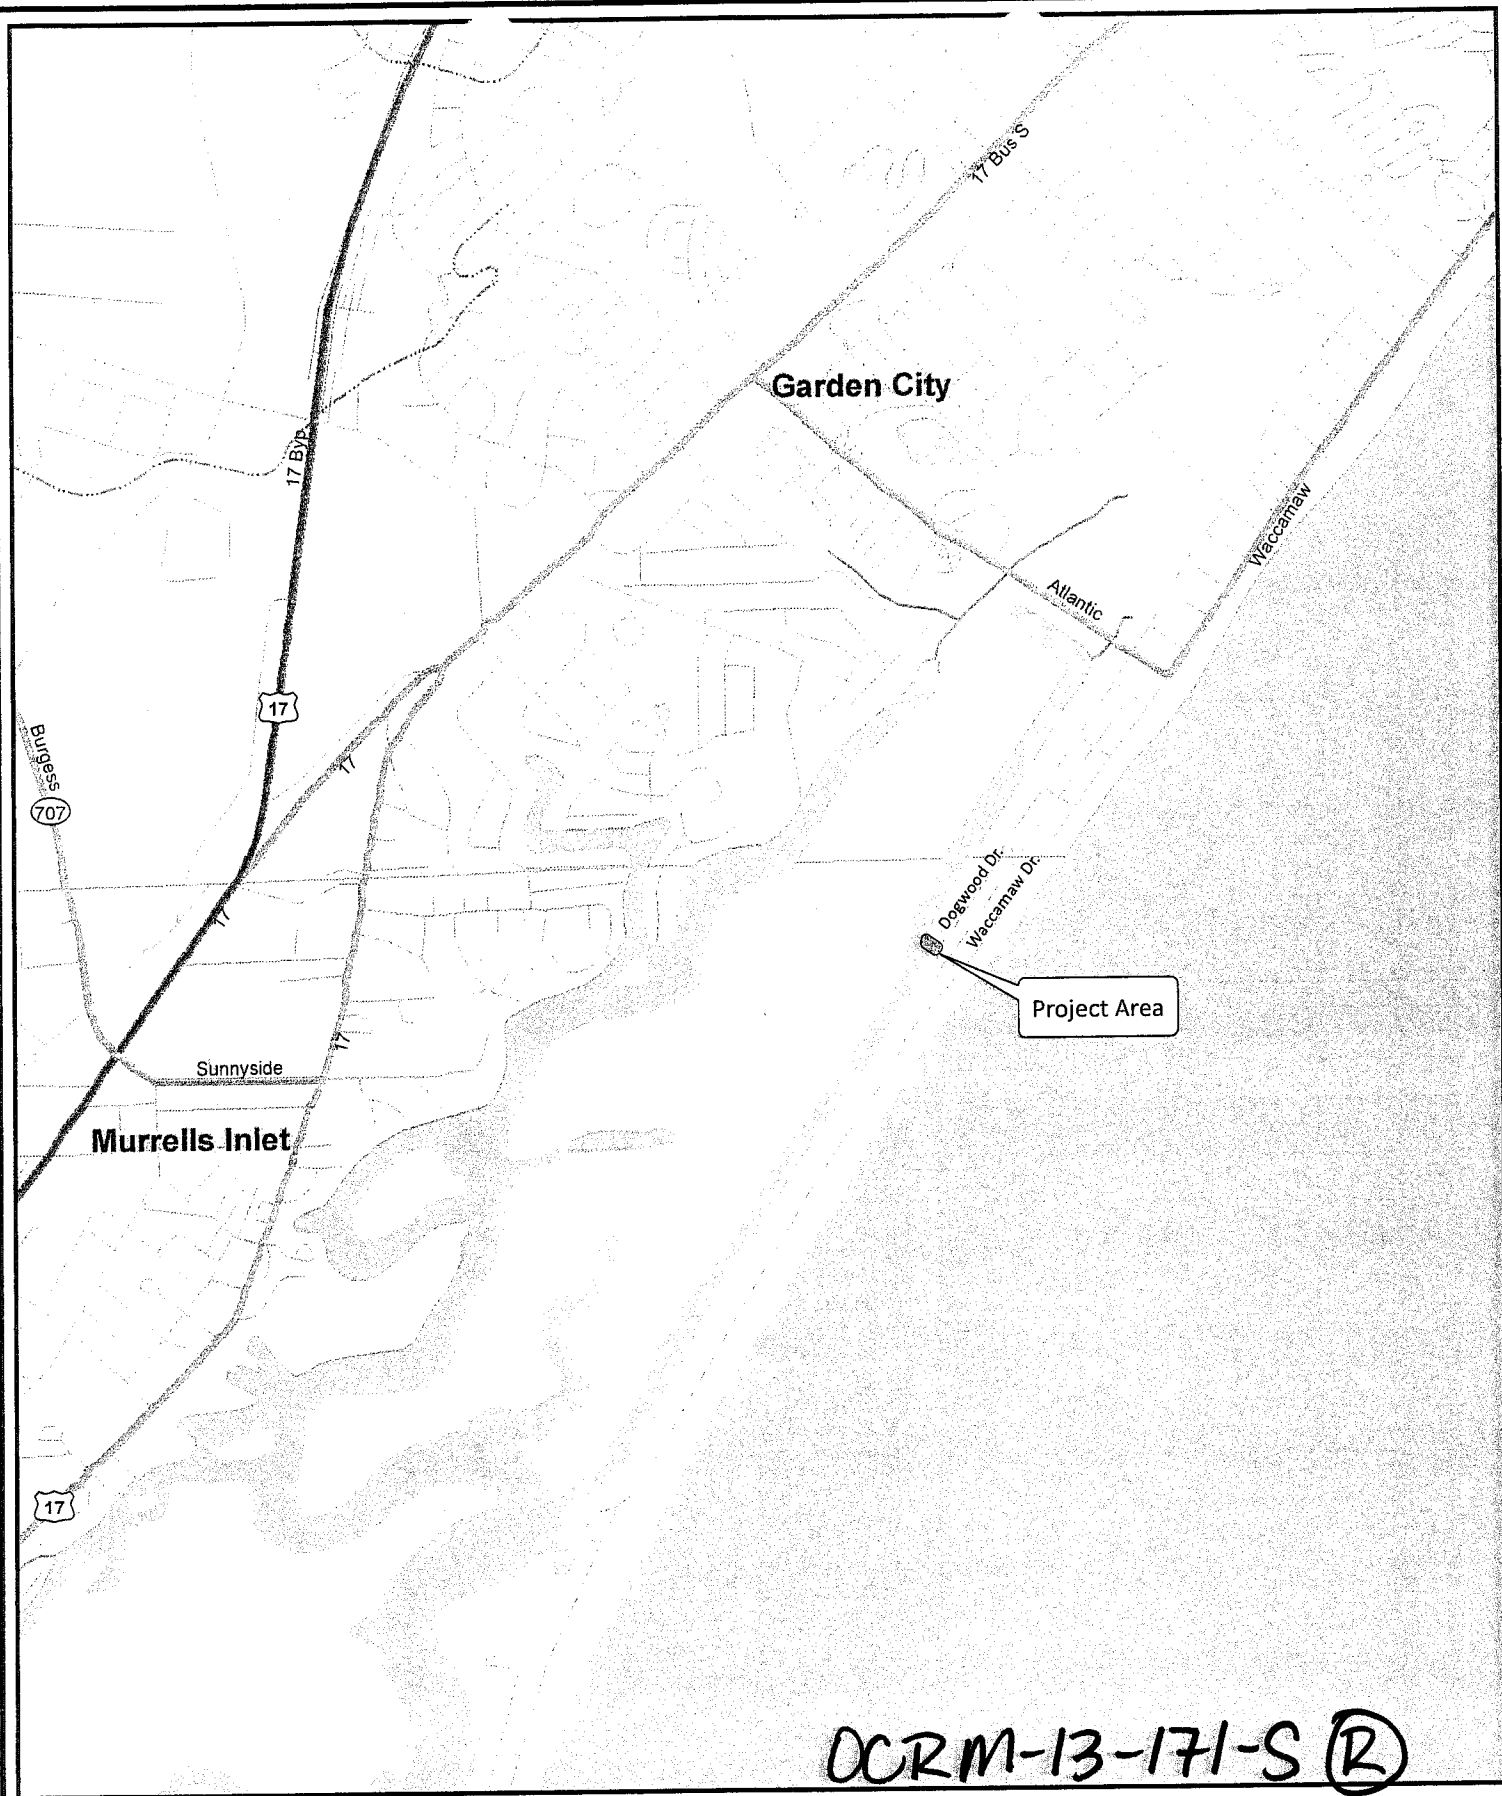 17 Bus S
Garden City
17 Byp
Waccamaw
Atlantic
17
Burgess
17
707
Dogwood Dr.
Waccamaw Dr.
17
Project Area
17
Sunnyside
Murrells Inlet
17
OCRM-13-171-S R